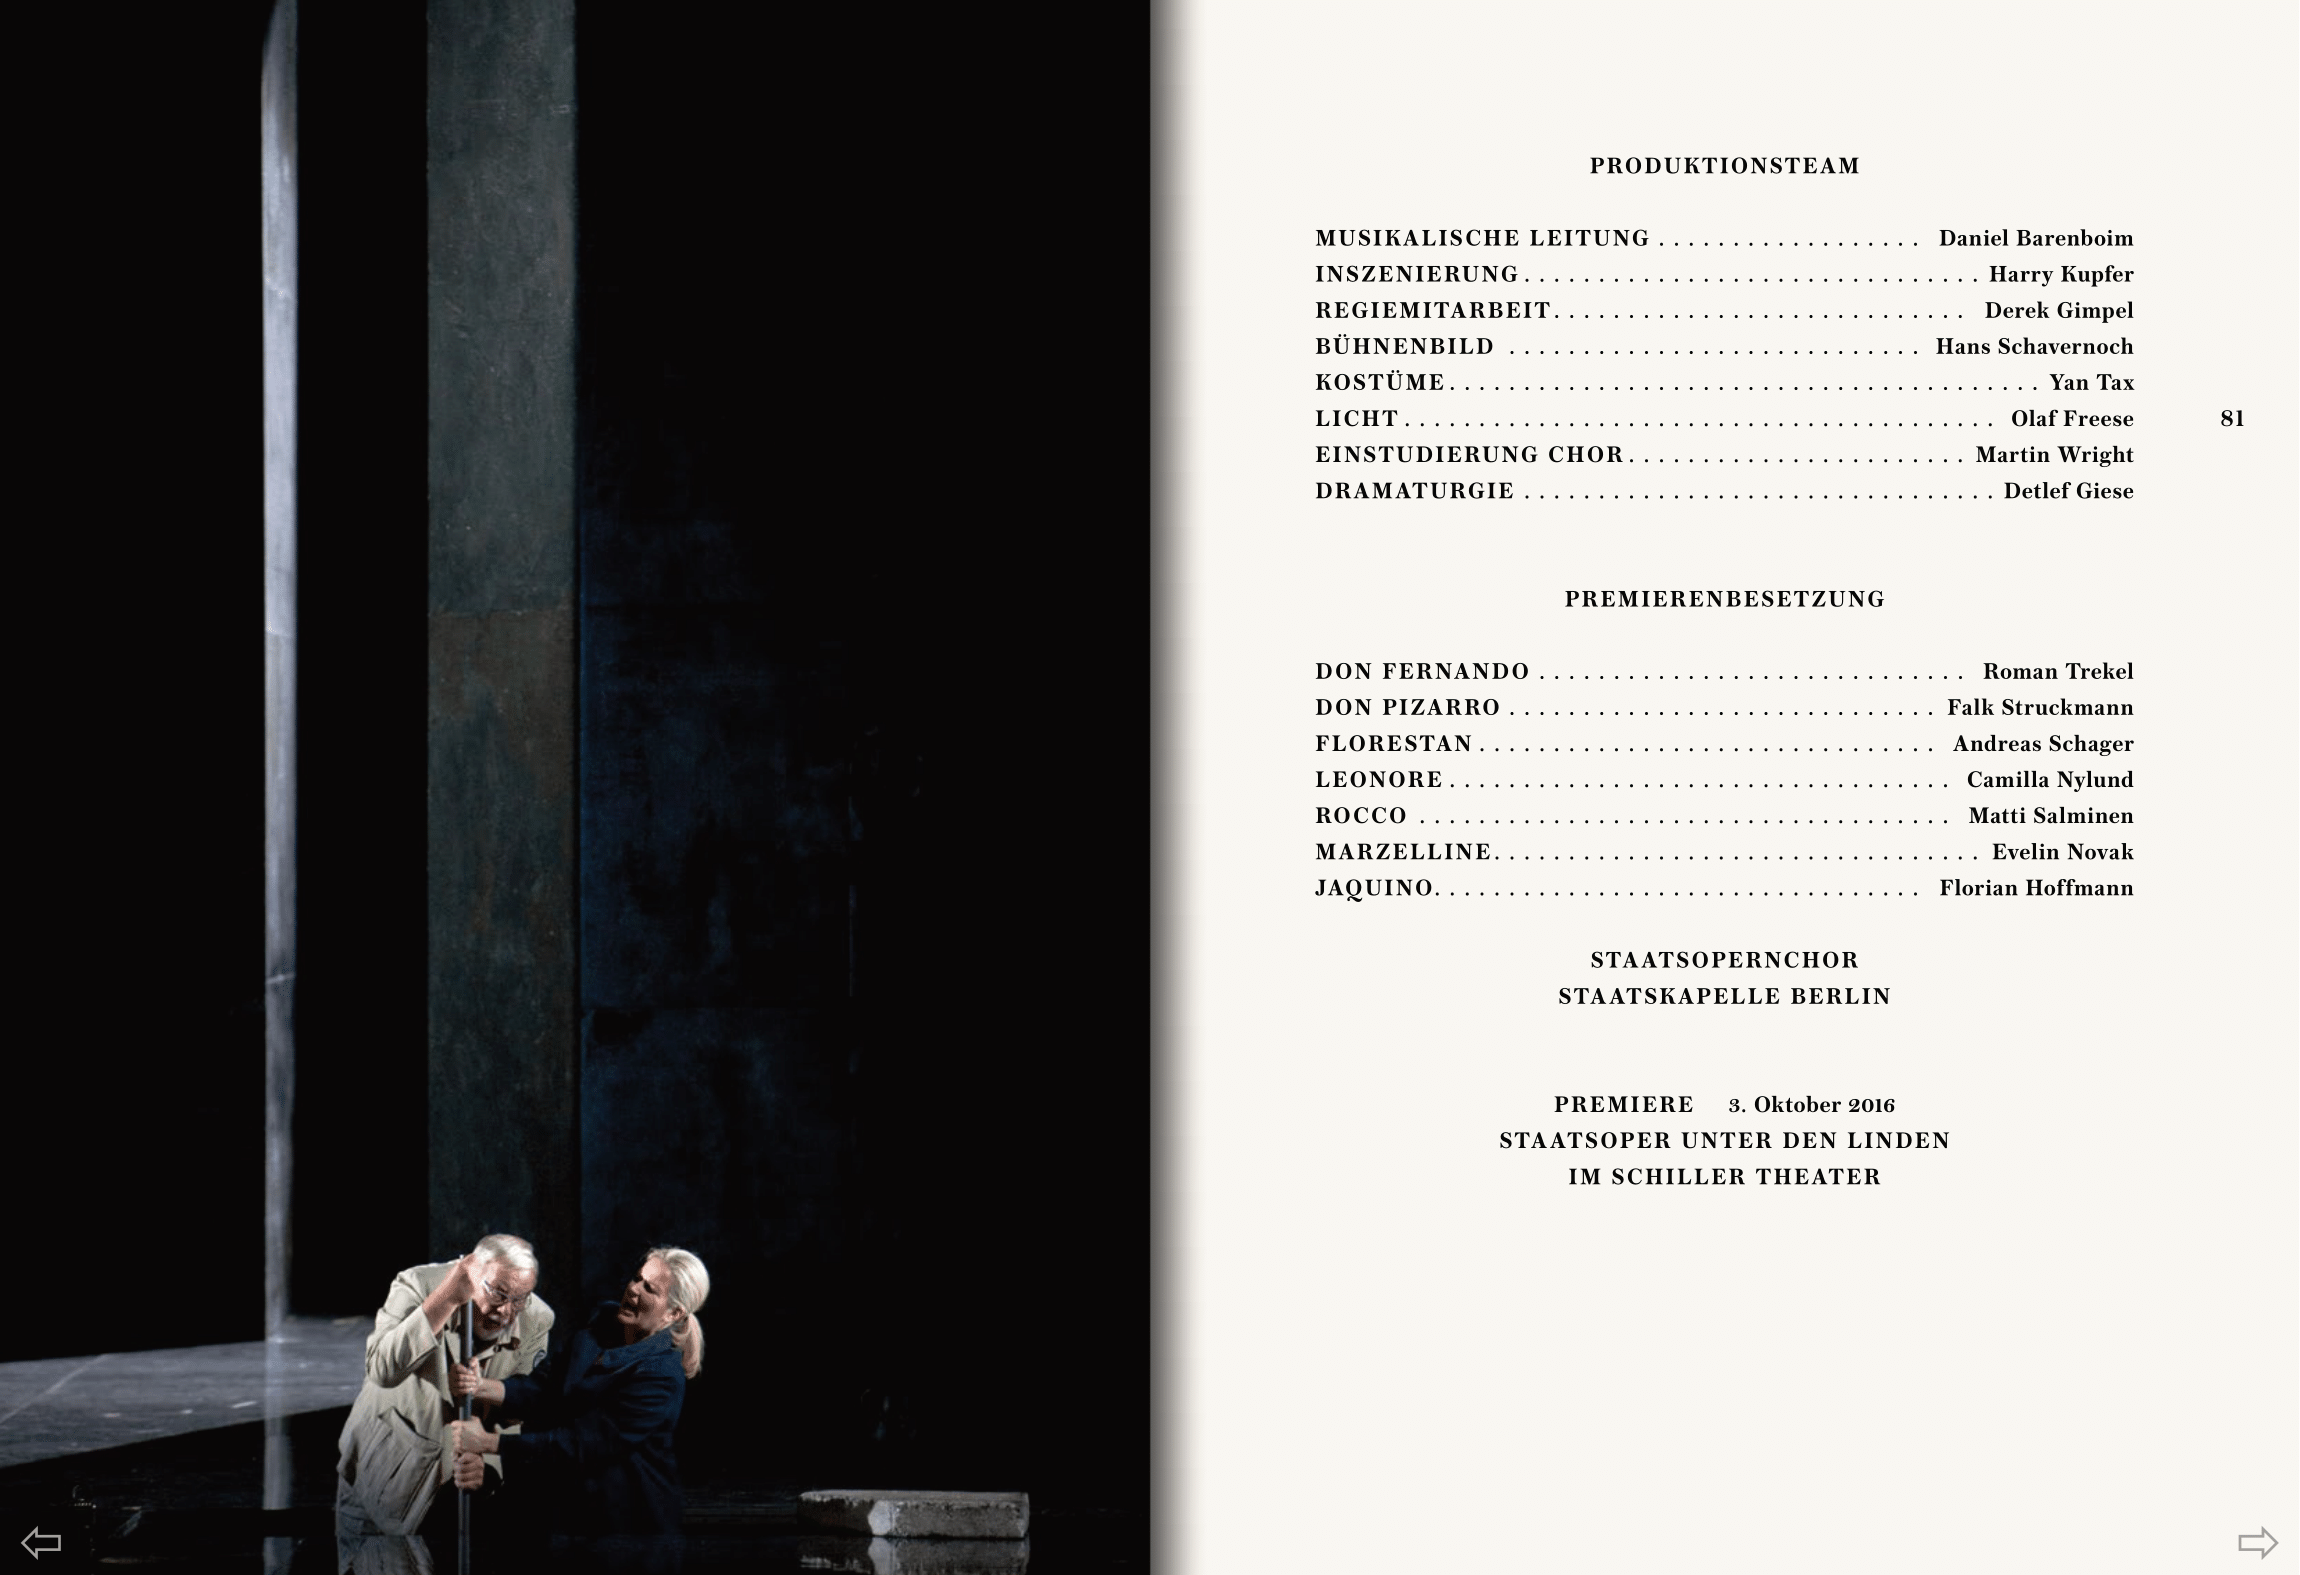 PRODUKTIONSTEAM
MUSIKALISCHE LEITUNG . . . . . . . . . . . . . . . . . . Daniel Barenboim
INSZENIERUNG . . . . . . . . . . . . . . . . . . . . . . . . . . . . . . . Harry Kupfer
REGIEMITARBEIT . . . . . . . . . . . . . . . . . . . . . . . . . . . . Derek Gimpel
BÜHNENBILD . . . . . . . . . . . . . . . . . . . . . . . . . . . . Hans Schavernoch
KOSTÜME . . . . . . . . . . . . . . . . . . . . . . . . . . . . . . . . . . . . . . . . Yan Tax
LICHT . . . . . . . . . . . . . . . . . . . . . . . . . . . . . . . . . . . . . . . . Olaf Freese
81
EINSTUDIERUNG CHOR . . . . . . . . . . . . . . . . . . . . . . . Martin Wright
DRAMATURGIE . . . . . . . . . . . . . . . . . . . . . . . . . . . . . . . . Detlef Giese
PREMIERENBESETZUNG
DON FERNANDO . . . . . . . . . . . . . . . . . . . . . . . . . . . . . Roman Trekel
DON PIZARRO . . . . . . . . . . . . . . . . . . . . . . . . . . . . . Falk Struckmann
FLORESTAN . . . . . . . . . . . . . . . . . . . . . . . . . . . . . . . Andreas Schager
LEONORE . . . . . . . . . . . . . . . . . . . . . . . . . . . . . . . . . . Camilla Nylund
ROCCO . . . . . . . . . . . . . . . . . . . . . . . . . . . . . . . . . . . . Matti Salminen
MARZELLINE . . . . . . . . . . . . . . . . . . . . . . . . . . . . . . . . . Evelin Novak
JAQUINO . . . . . . . . . . . . . . . . . . . . . . . . . . . . . . . . . Florian Hoffmann
STAATSOPERNCHOR
STAATSKAPELLE BERLIN
PREMIERE 3. Oktober 2016
STAATSOPER UNTER DEN LINDEN
IM SCHILLER THEATER